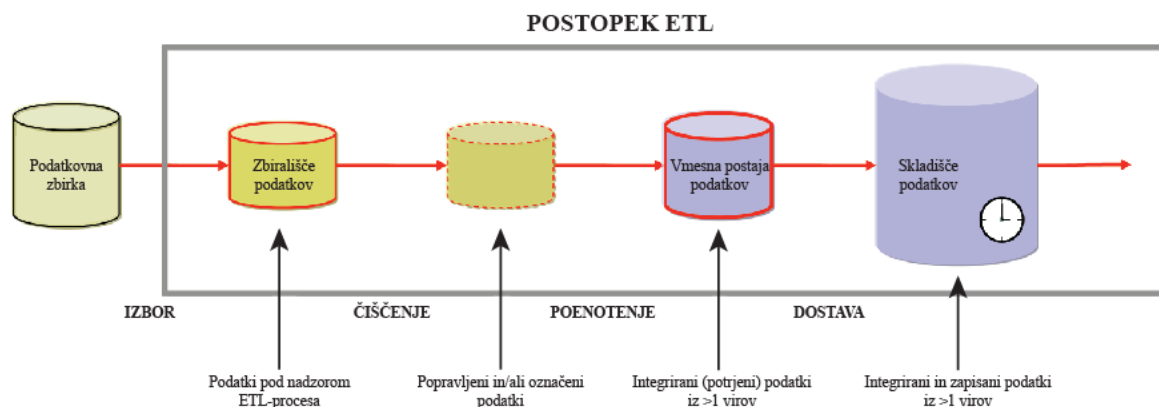 POSTOPEK ETL
Podatkovna
zbirka
Zbirališče
podatkov
Vmesna postaja
podatkov
Skladišče
podatkov
IZBOR
ČIŠČENJE
POENOTENJE
DOSTAVA
Podatki pod nadzorom
ETL-procesa
Popravljeni in/ali označeni
podatki
Integrirani (potrjeni) podatki
iz >1 virov
Integrirani in zapisani podatki
iz >1 virov